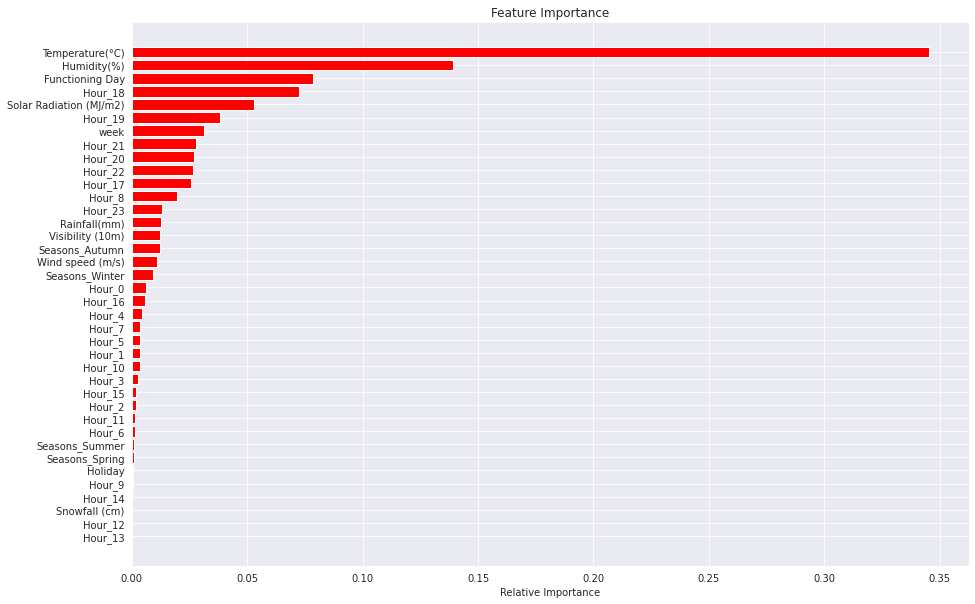 Feature Importance
Temperature(°C)
Humidity(%)
Functioning Day
Hour_18
Solar Radiation (MJ/m2)
Hour_19
week
Hour_21
Hour_20
Hour_22
Hour_17
Hour_8
Hour_23
Rainfall(mm)
Visibility (10m)
Seasons_Autumn
Wind speed (m/s)
Seasons_Winter
Hour_0
Hour_16
Hour_4
Hour_7
Hour_5
Hour_1
Hour_10
Hour_3
Hour_15
Hour_2
Hour_11
Hour_6
Seasons_Summer
Seasons_Spring
Holiday
Hour_9
Hour_14
Snowfall (cm)
Hour_12
Hour_13
0.00 0.05 0.10 0.15 0.20 0.25 0.30 0.35
Relative Importance